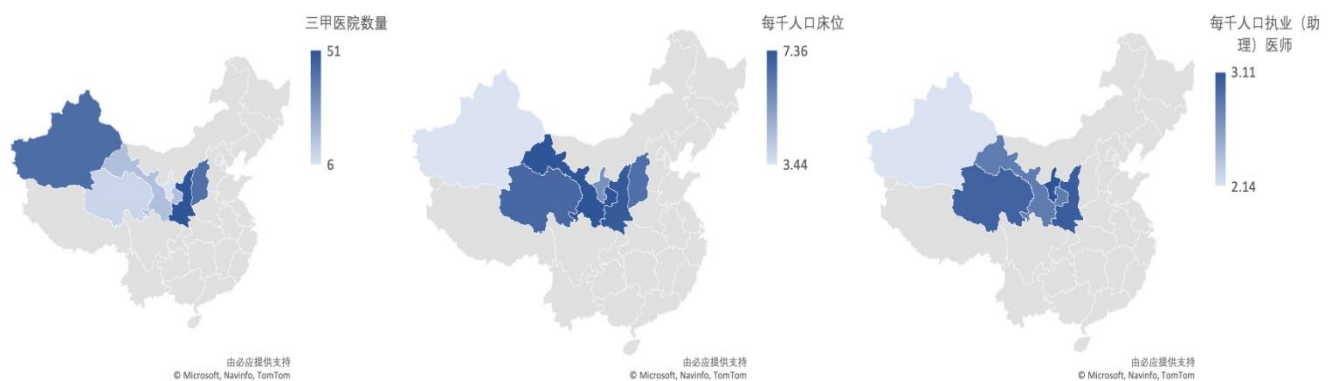 三甲医院数量
51
6
由必应提供支持
© Microsoft, Navinfo, TomTom
每千人口床位
7.36
3.44
由必应提供支持
© Microsoft, Navinfo, TomTom
每千人口执业（助
理）医师
3.11
2.14
由必应提供支持
© Microsoft, Navinfo, TomTom